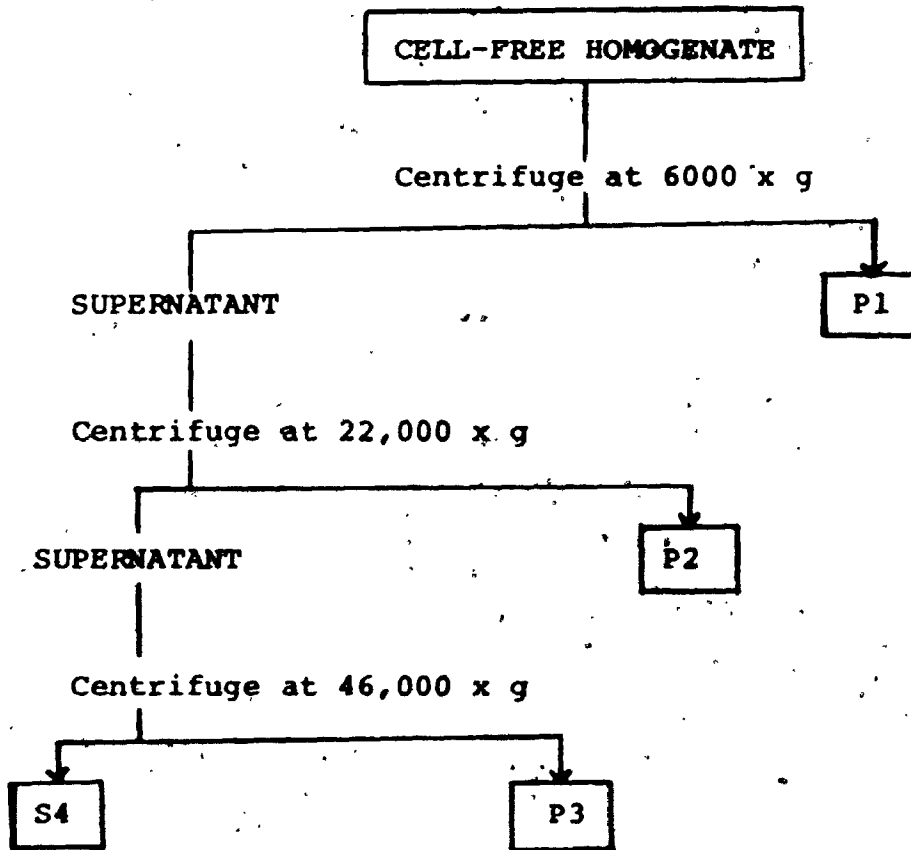 CELL-FREE HOMOGENATE
Centrifuge at 6000 x g
SUPERNATANT
P1
Centrifuge at 22,000 x g
SUPERNATANT
P2
Centrifuge at 46,000 x g
S4
P3